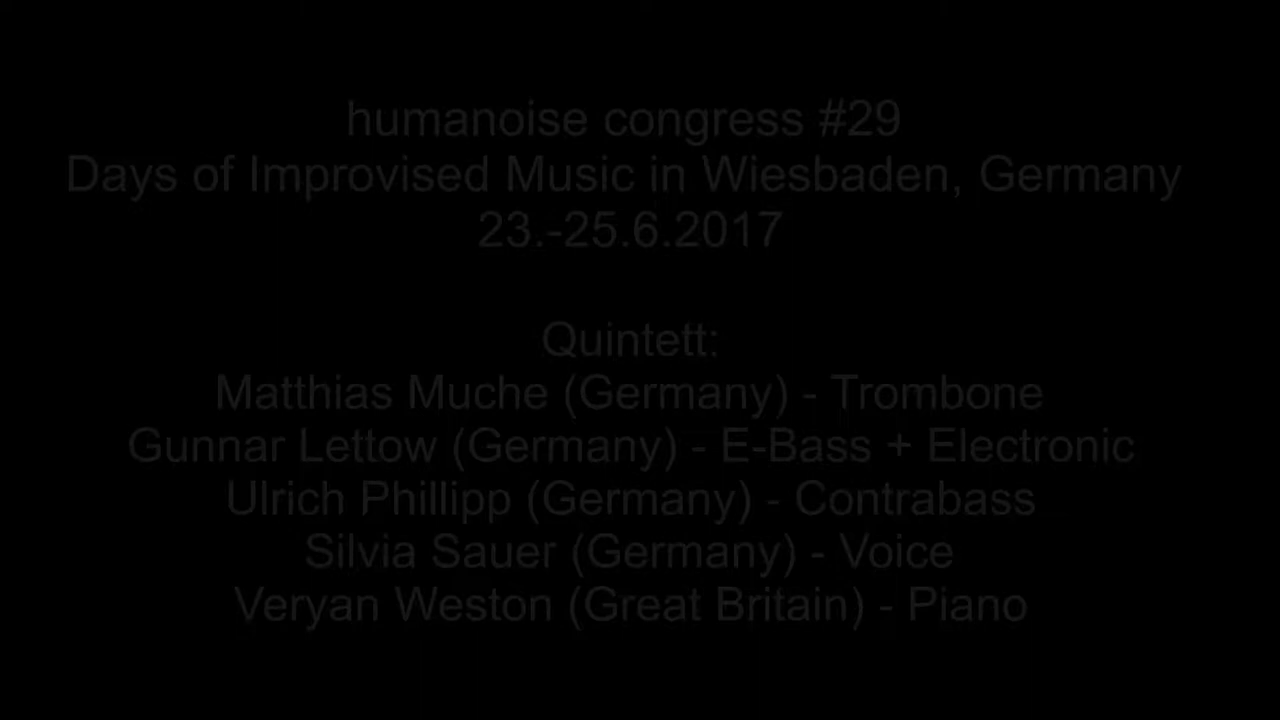 humanoise congress #29
Days of Improvised Music in Wiesbaden, Germany
23.-25.6.2017
Quintett:
Matthias Muche (Germany) - Trombone
Gunnar Lettow (Germany) - E-Bass + Electronic
Ulrich Phillipp (Germany) - Contrabass
Silvia Sauer (Germany) - Voice
Veryan Weston (Great Britain) - Piano